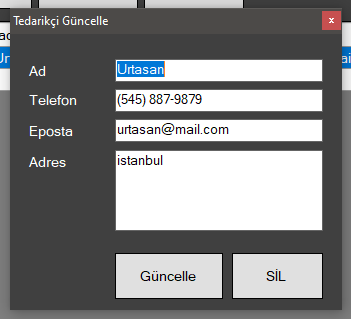 Tedarikçi Güncelle
x
Ad
Urtasan
Telefon
(545) 887-9879
Eposta
urtasan@mail.com
Adres
istanbul
Güncelle
SİL